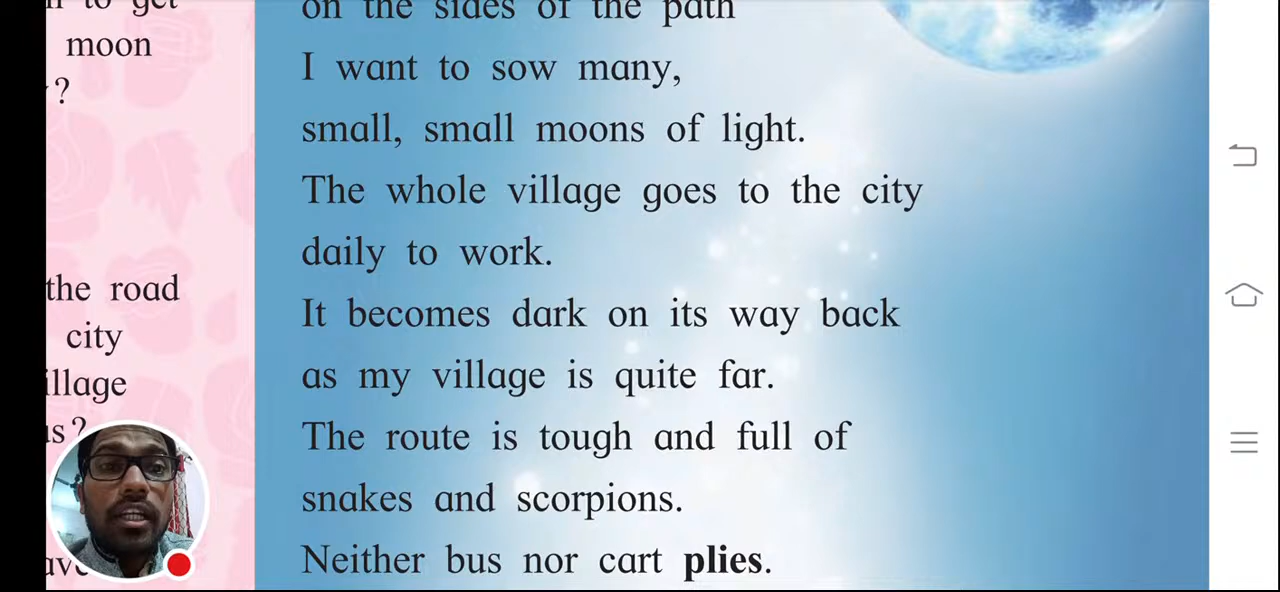 to get
moon
?
the road
city
illage
on the sides of the path
I want to sow many,
small, small moons of light.
The whole village goes to the city
daily to work.
It becomes dark on its way back
as my village is quite far.
The route is tough and full of
snakes and scorpions.
Neither bus nor cart plies.